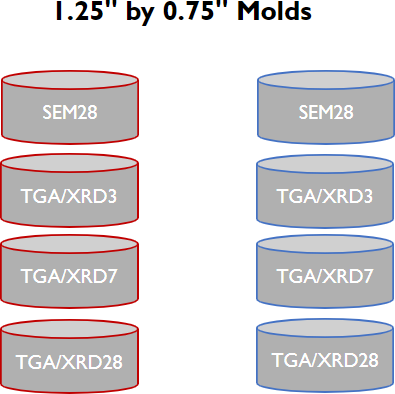 1.25" by 0.75" Molds
SEM28 SEM28
TGA/XRD3 TGA/XRD3
TGA/XRD7 TGA/XRD7
TGA/XRD28 TGA/XRD28